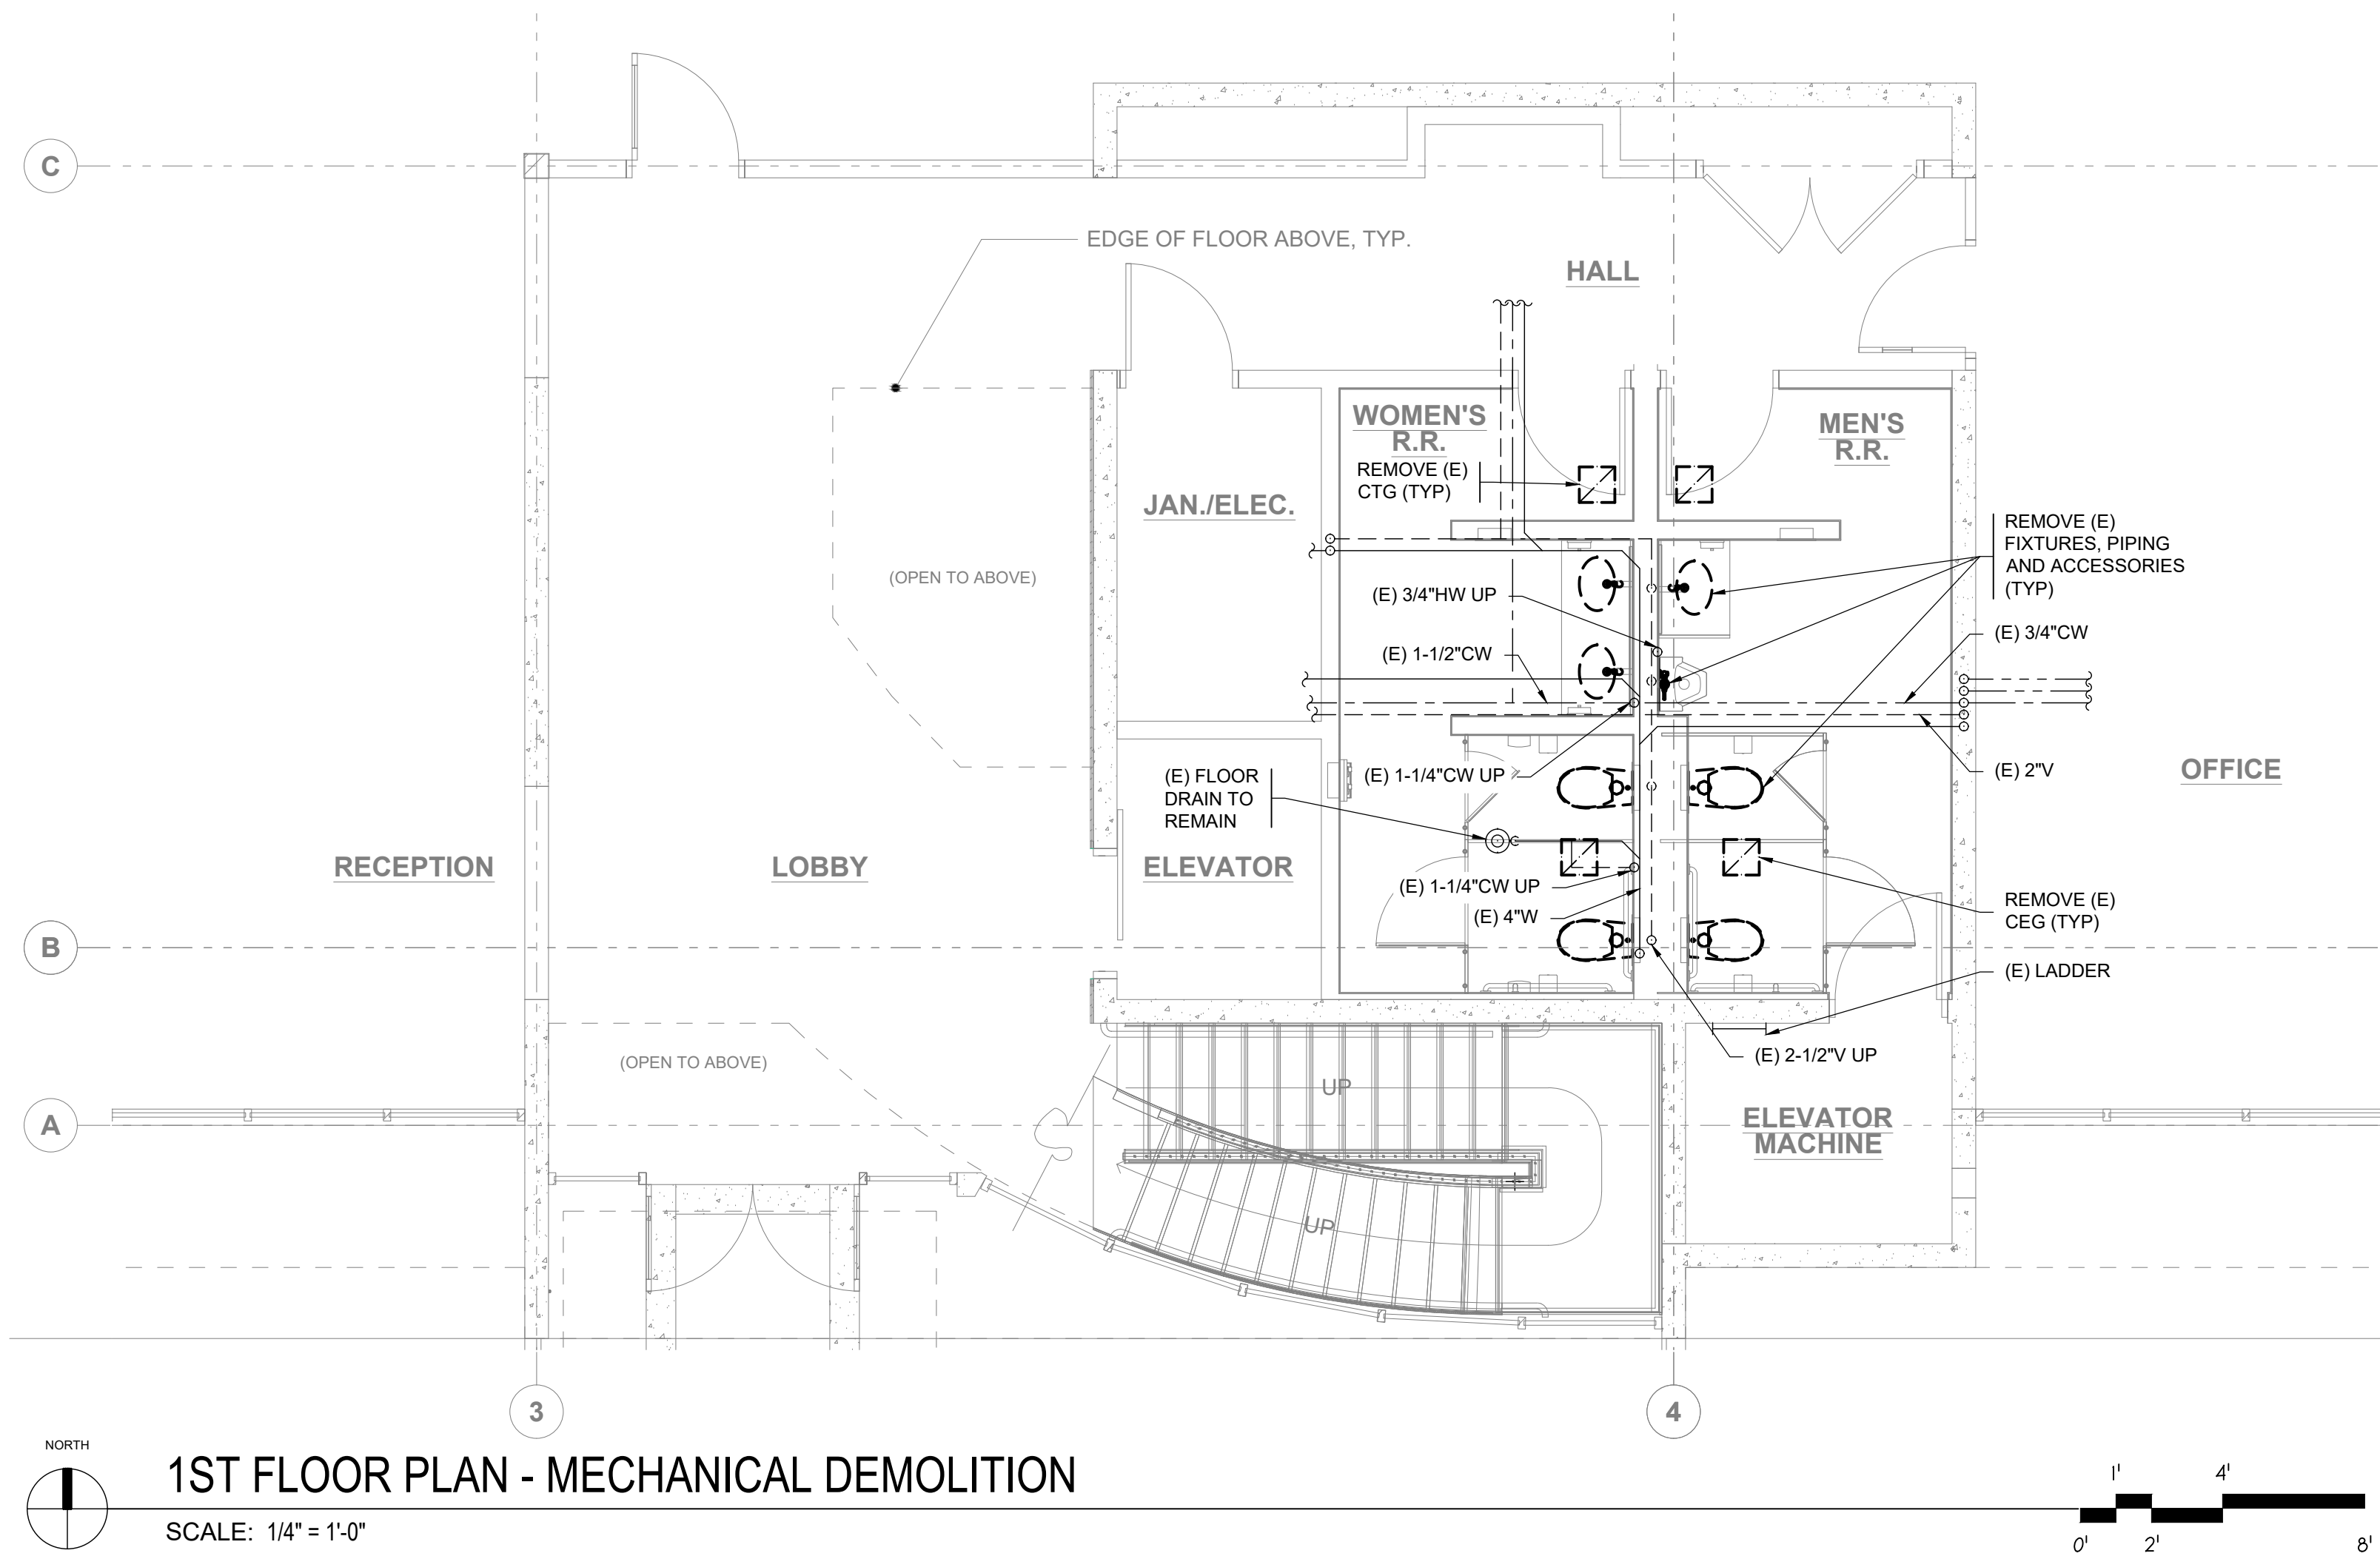 C
EDGE OF FLOOR ABOVE, TYP.
HALL
WOMEN'S
R.R.
MEN'S
R.R.
REMOVE (E)
CTG (TYP)
JAN./ELEC.
REMOVE (E)
FIXTURES, PIPING
AND ACCESSORIES
(TYP)
(OPEN TO ABOVE)
(E) 3/4"HW UP
(E) 3/4"CW
(E) 1-1/2"CW
(E) 1-1/4"CW UP
(E) 2"V
OFFICE
(E) FLOOR
DRAIN TO
REMAIN
RECEPTION
LOBBY
ELEVATOR
(E) 1-1/4"CW UP
(E) 4"W
REMOVE (E)
CEG (TYP)
B
(E) LADDER
(OPEN TO ABOVE)
(E) 2-1/2"V UP
UP
A
ELEVATOR
MACHINE
UP
3
4
NORTH
1ST FLOOR PLAN - MECHANICAL DEMOLITION
SCALE: 1/4" = 1'-0"
1'
4'
0'
2'
8'